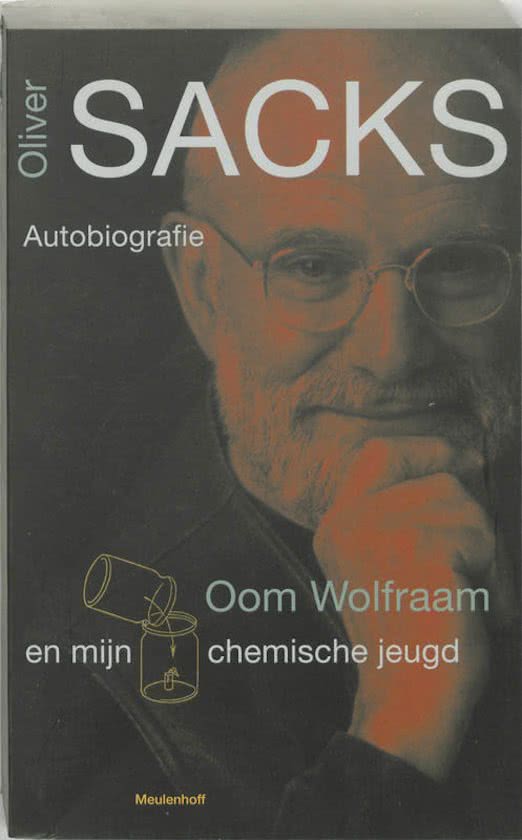 Oliver
SACKS
Autobiografie
Oom Wolfraam
en mijn chemische jeugd
Meulenhoff